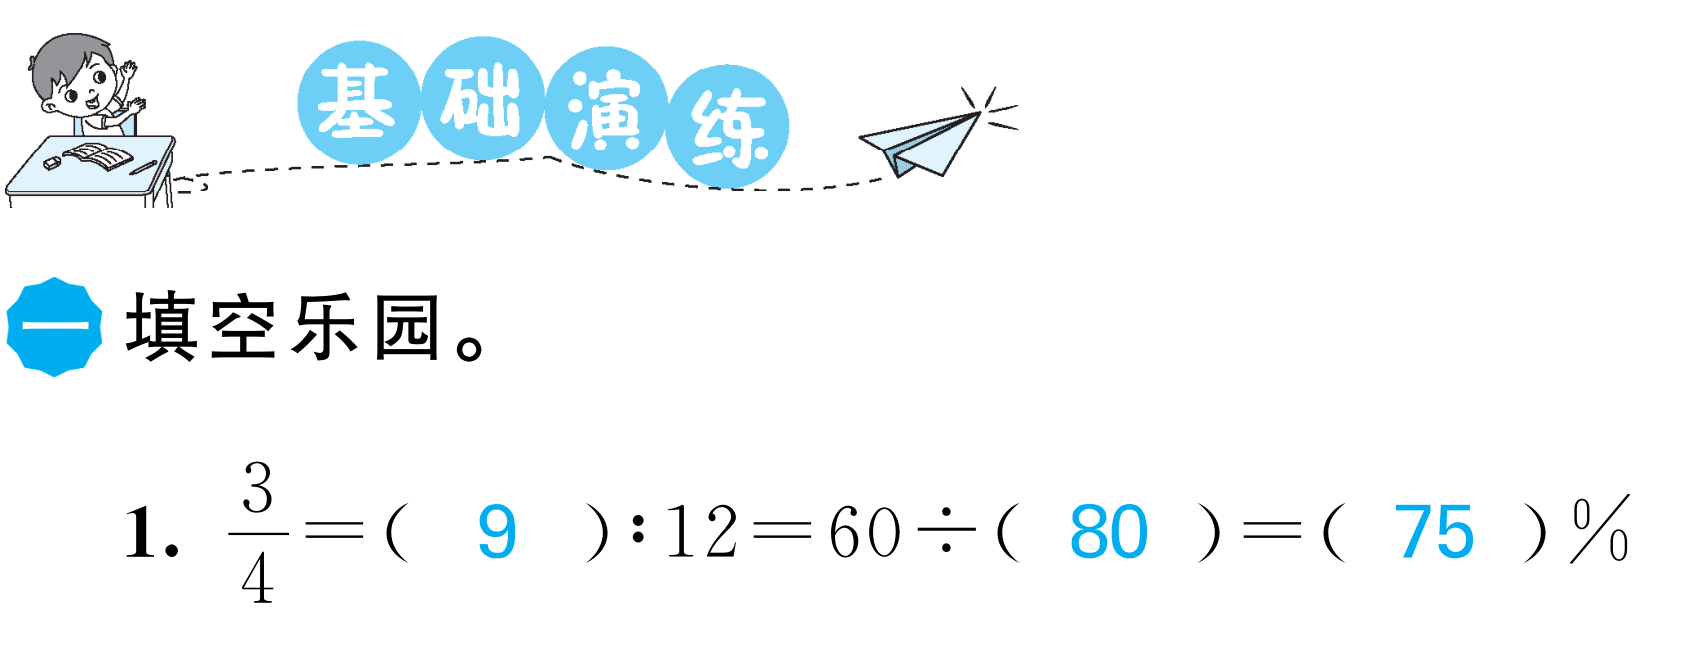 基础演练
一 填空乐园。
1. 3/4=( 9 ):12=60÷( 80 )=( 75 )%